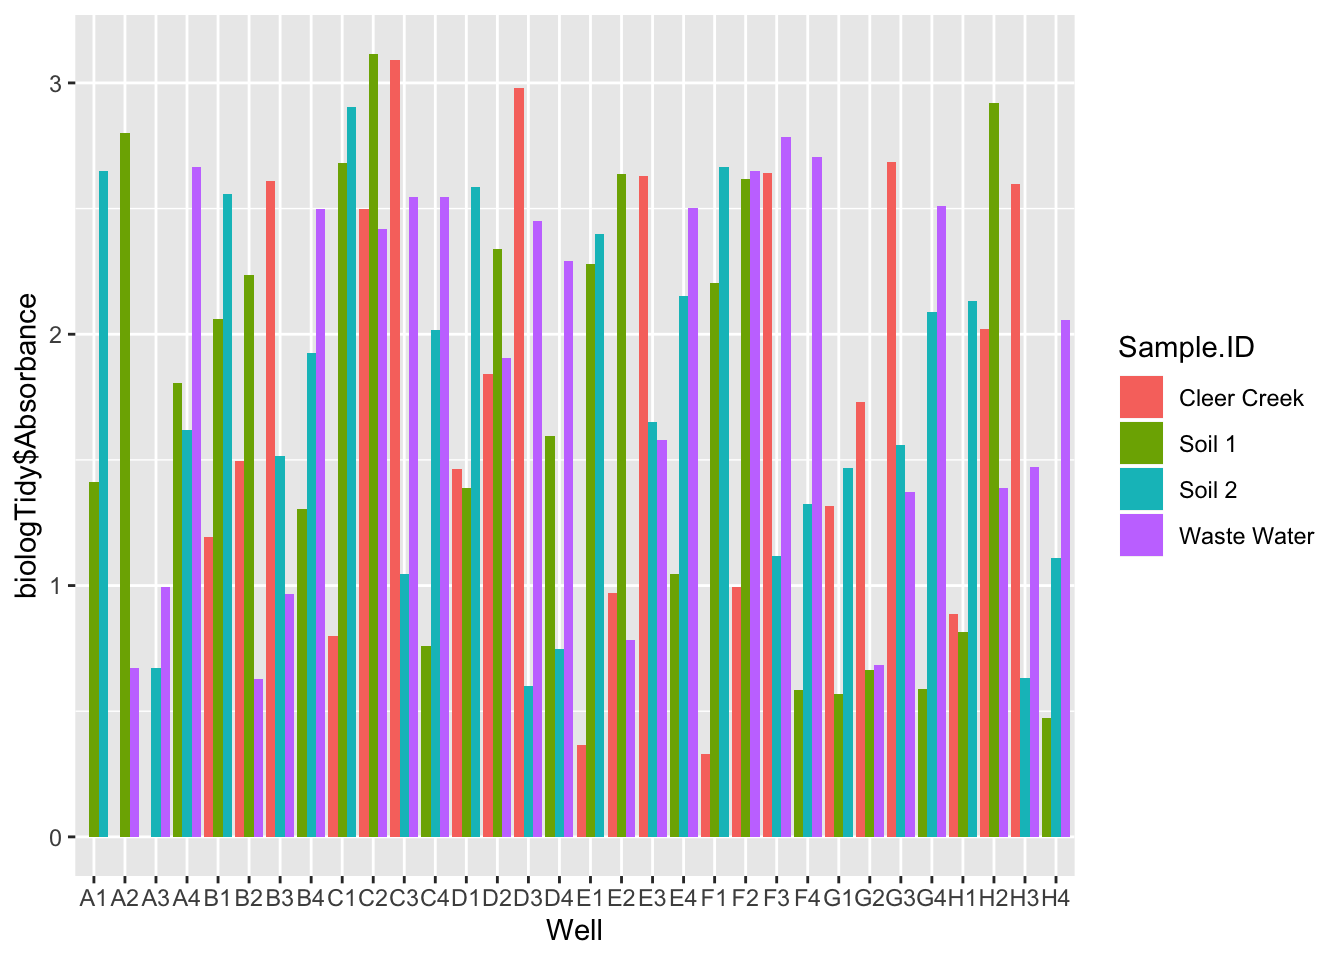 biologTidy$Absorbance
3
2
1
0
A1 A2 A3 A4 B1 B2 B3 B4 C1 C2 C3 C4 D1 D2 D3 D4 E1 E2 E3 E4 F1 F2 F3 F4 G1 G2 G3 G4 H1 H2 H3 H4
Well
Sample.ID
Cleer Creek
Soil 1
Soil 2
Waste Water